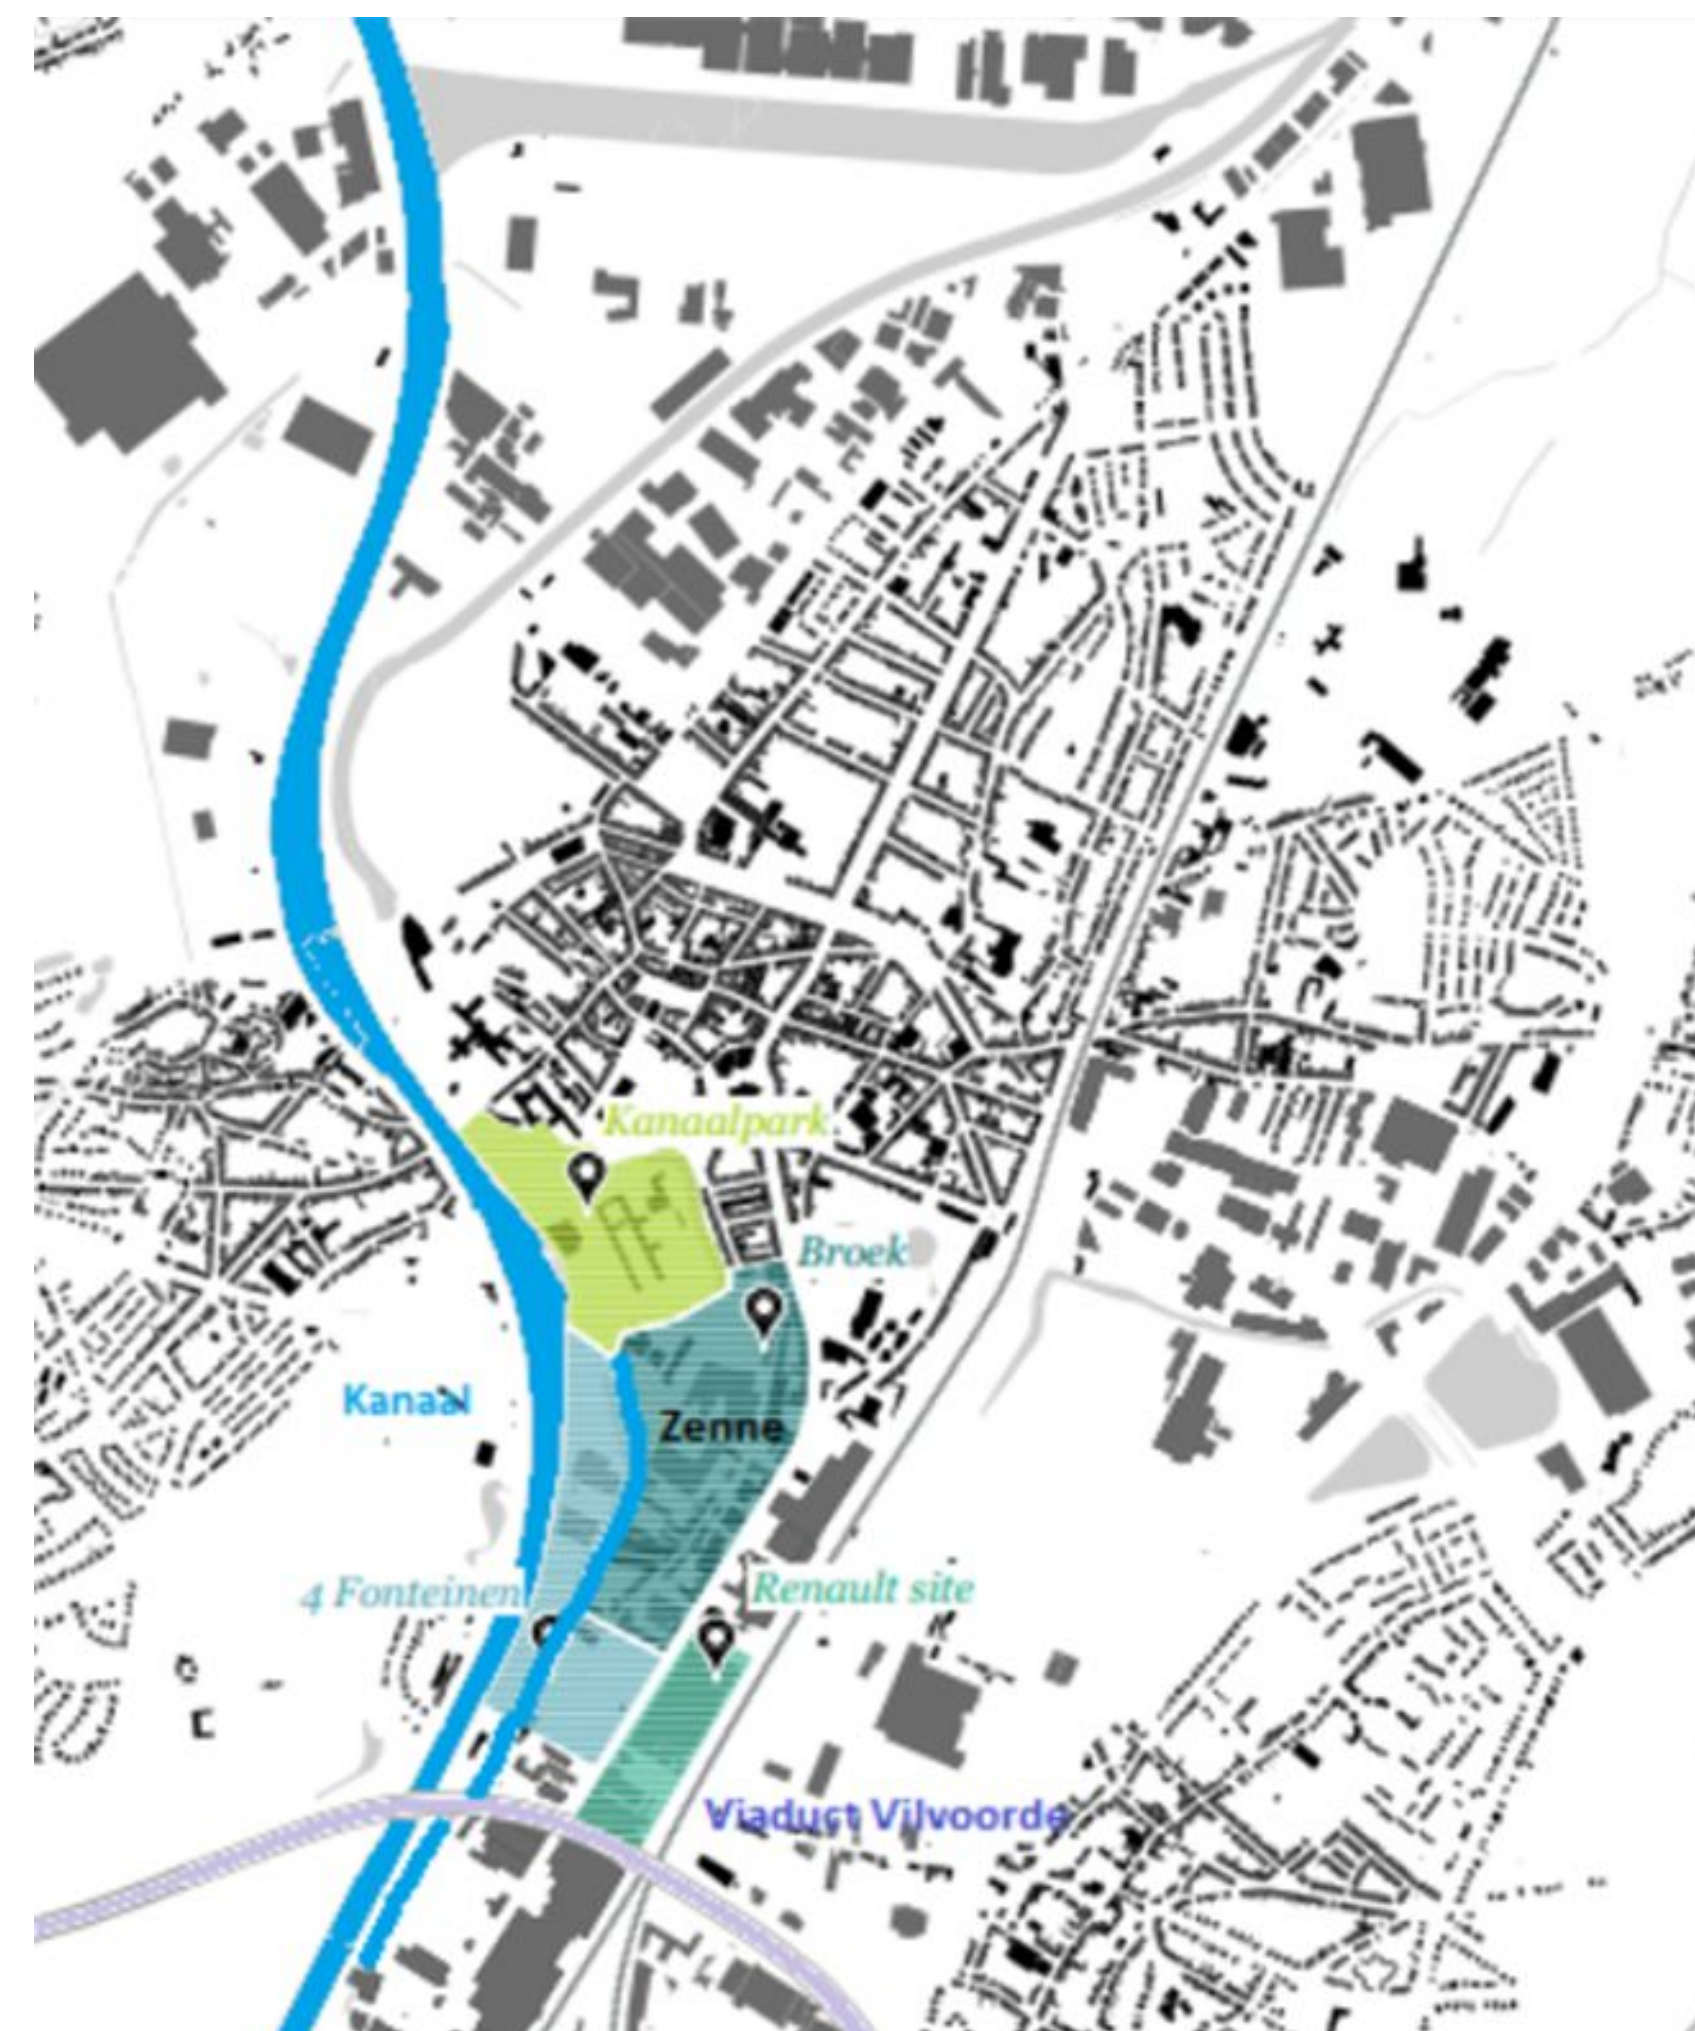 Kanaalpark
Broek
Kanaal
Zenne
4 Fonteinen
Renault site
Viaduct Vilvoorde